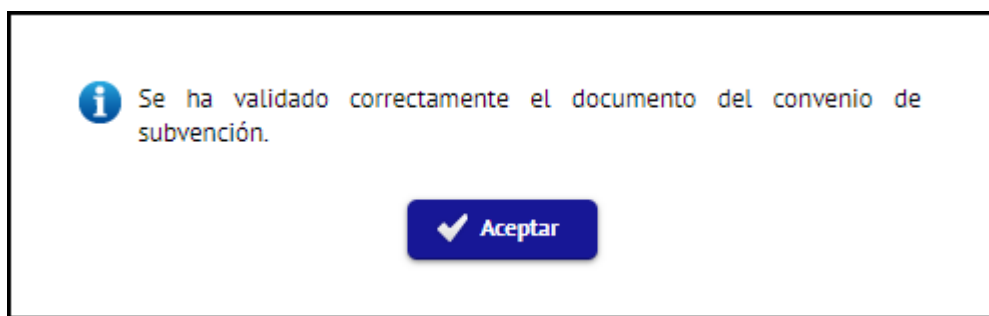 Se ha validado correctamente el documento del convenio de
subvención.
Aceptar